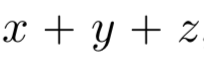 x + y + z